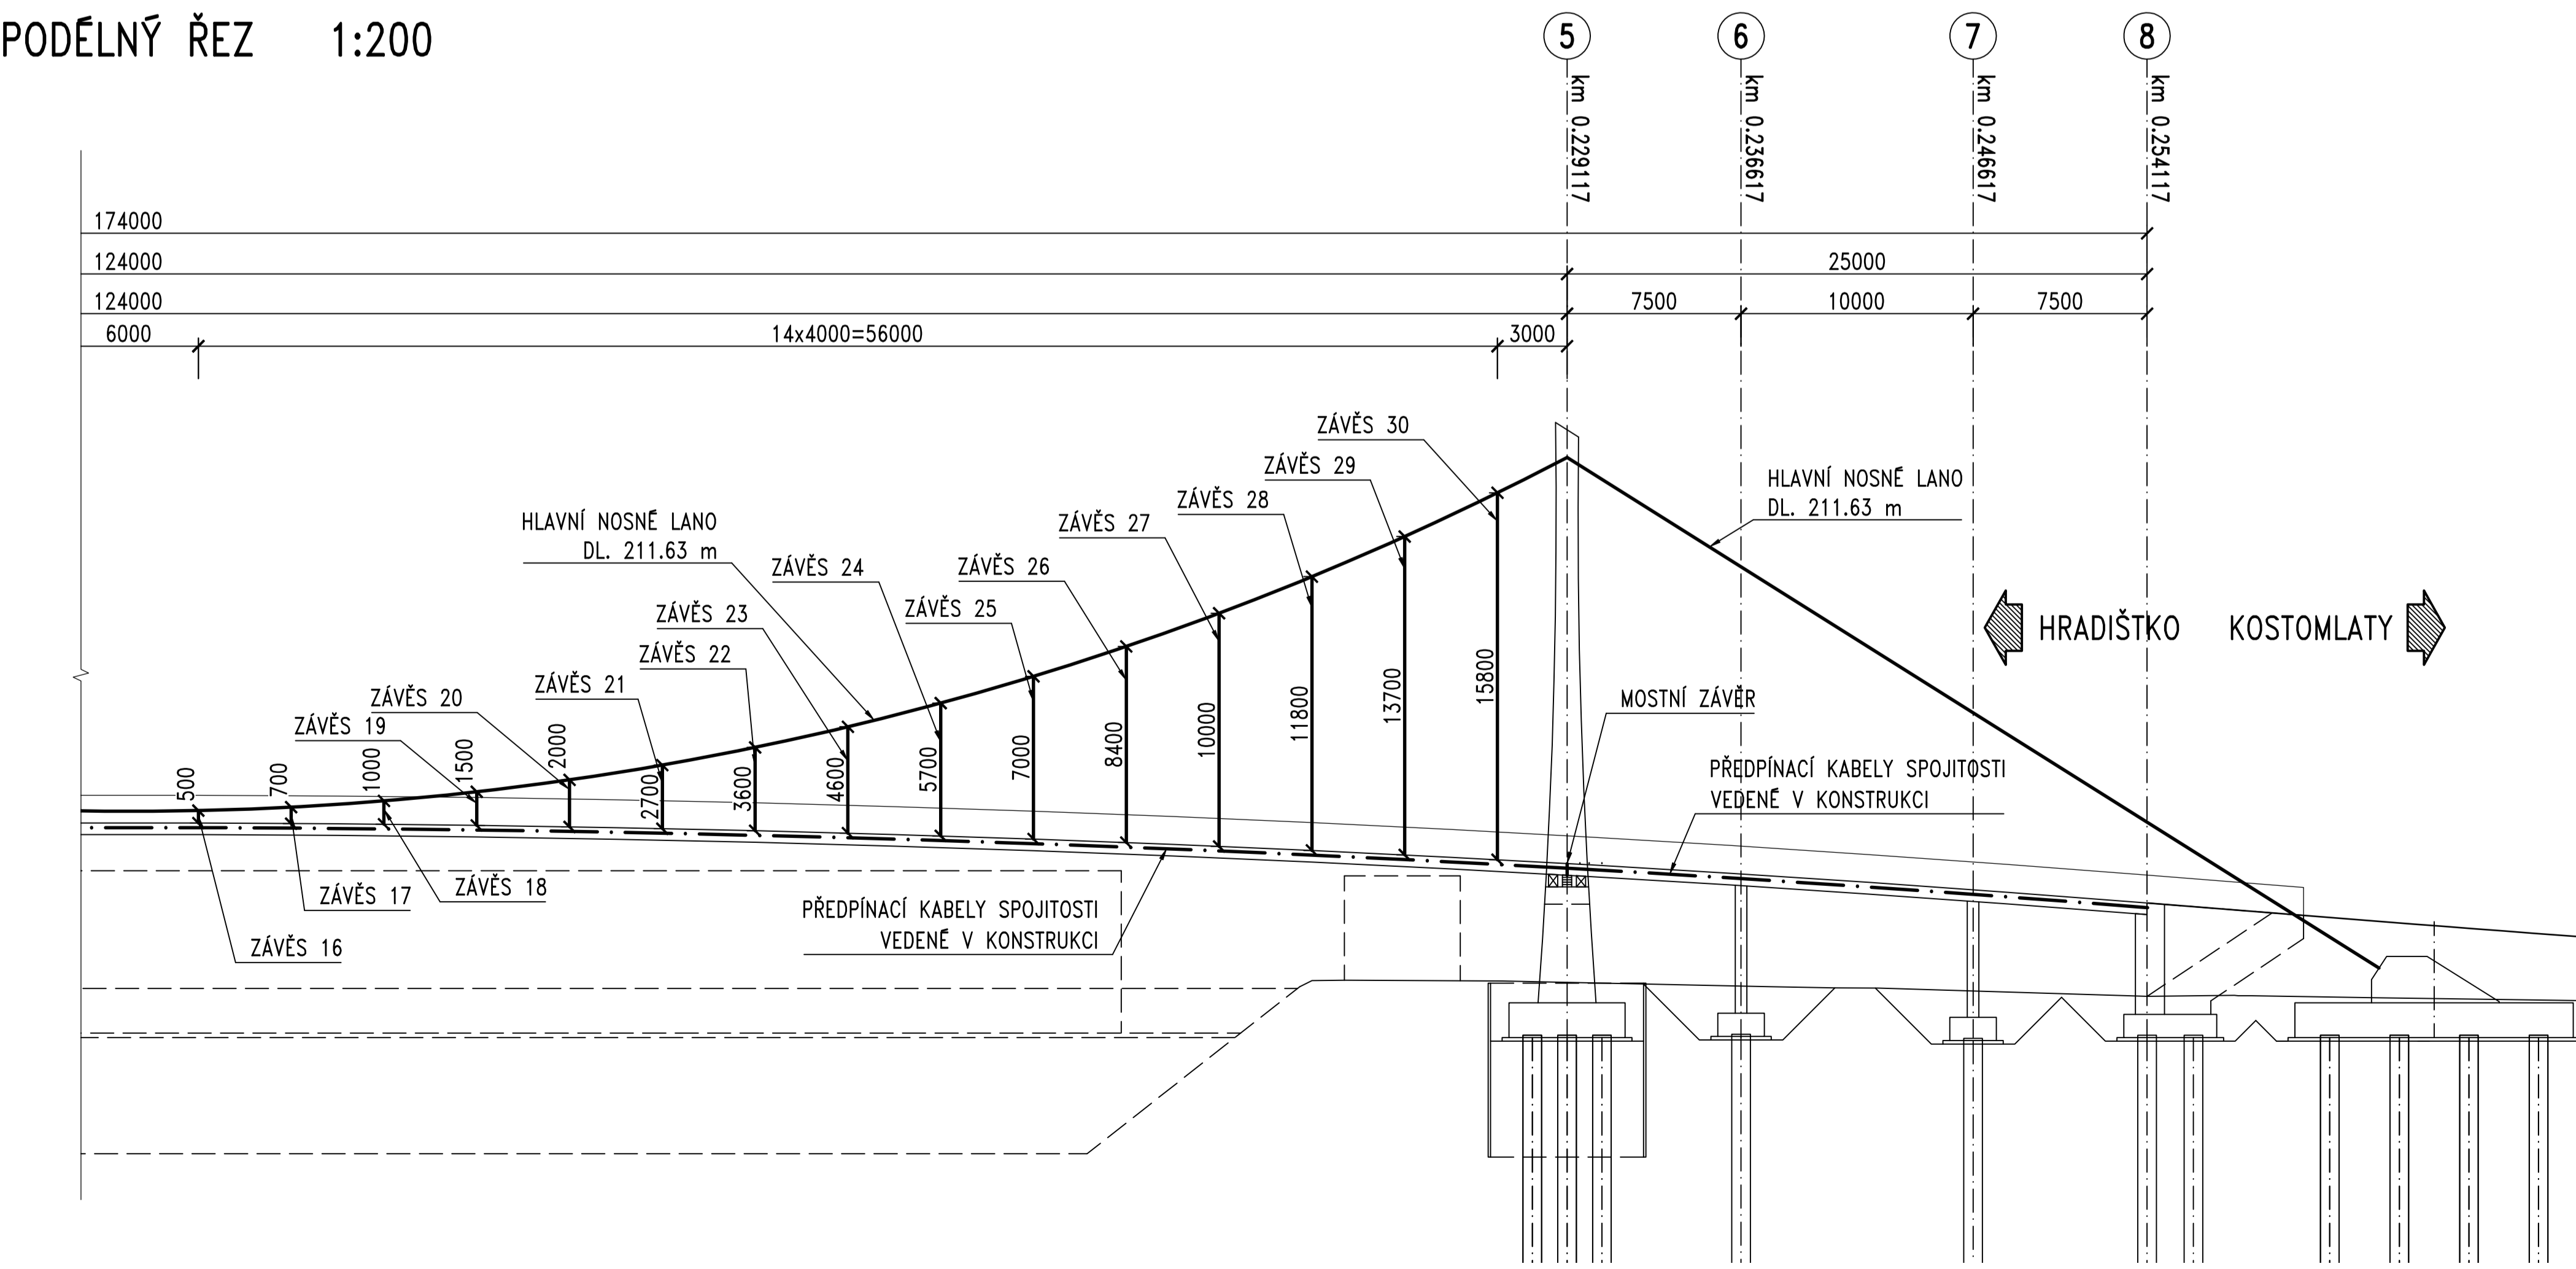 PODÉLNÝ ŘEZ 1:200
5
6
7
8
km 0.229117
km 0.236617
km 0.246617
km 0.254117
174000
124000
25000
124000
7500
10000
7500
6000
14x4000=56000
3000
ZÁVĚS 30
ZÁVĚS 29
ZÁVĚS 28
ZÁVĚS 27
ZÁVĚS 26
ZÁVĚS 25
ZÁVĚS 24
ZÁVĚS 23
ZÁVĚS 22
ZÁVĚS 21
ZÁVĚS 20
ZÁVĚS 19
HLAVNÍ NOSNÉ LANO
DL. 211.63 m
HLAVNÍ NOSNÉ LANO
DL. 211.63 m
HRADIŠTKO
KOSTOMLATY
500
700
1000
1500
2000
2700
3600
4600
5700
7000
8400
10000
11800
13700
15800
MOSTNÍ ZÁVĚR
PŘEDPÍNACÍ KABELY SPOJITOSTI
VEDENÉ V KONSTRUKCI
ZÁVĚS 18
ZÁVĚS 17
ZÁVĚS 16
PŘEDPÍNACÍ KABELY SPOJITOSTI
VEDENÉ V KONSTRUKCI